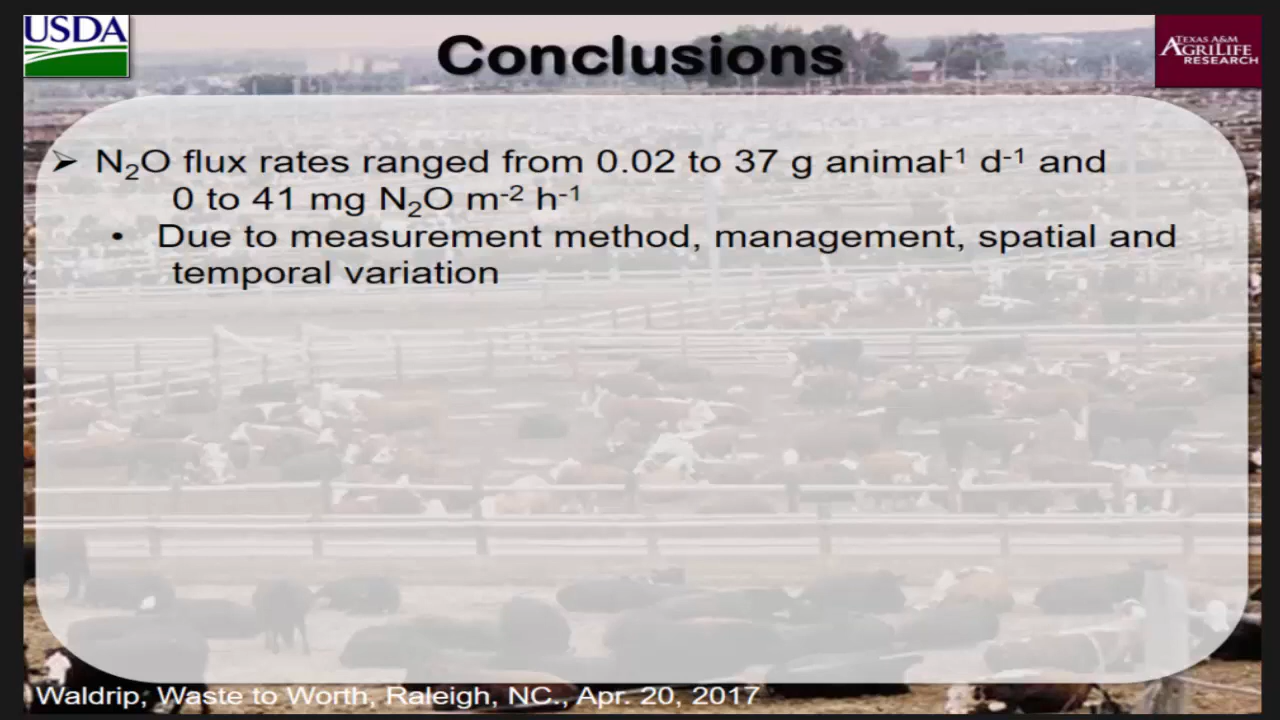 USDA
Conclusions
TEXAS A&M
AGRILIFE
RESEARCH
➢ N₂O flux rates ranged from 0.02 to 37 g animal⁻¹ d⁻¹ and
0 to 41 mg N₂O m⁻² h⁻¹
• Due to measurement method, management, spatial and
temporal variation
Waldrip, Waste to Worth, Raleigh, NC., Apr. 20, 2017